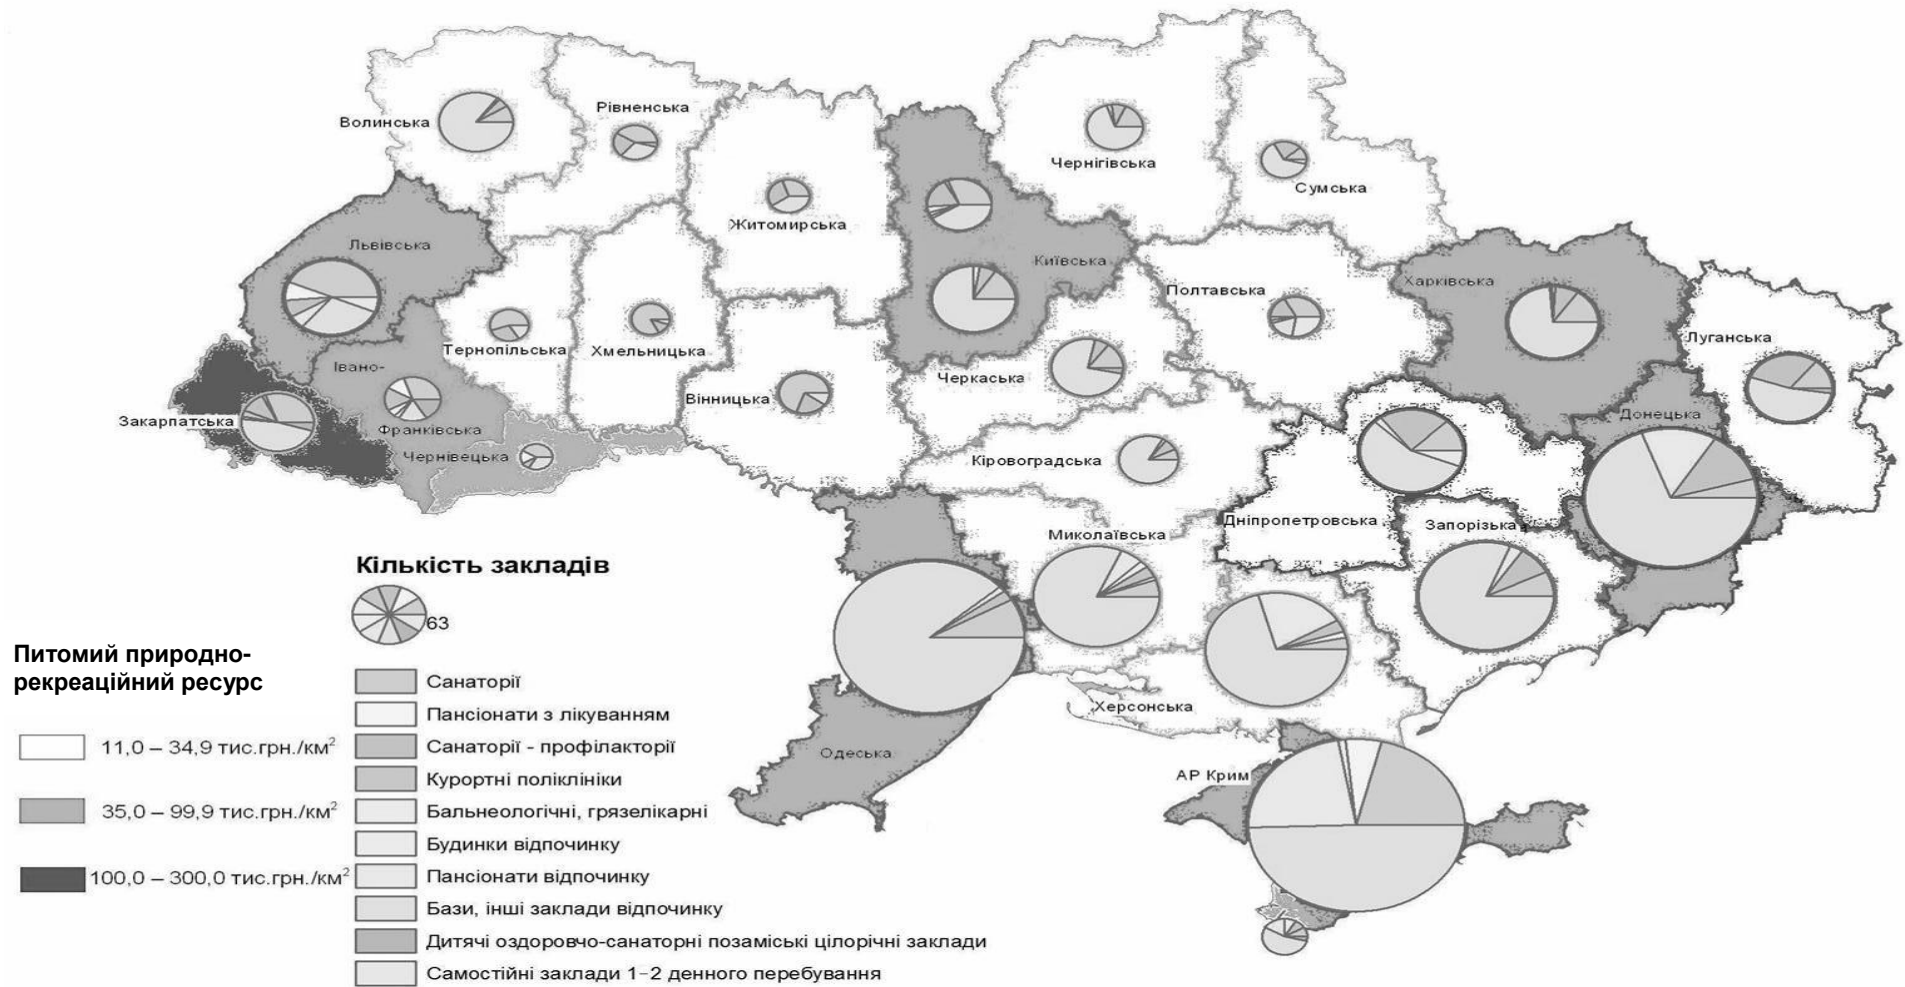 Волинська
Рівненська
Житомирська
Чернігівська
Сумська
Львівська
Київська
Полтавська
Харківська
Луганська
Тернопільська
Хмельницька
Вінницька
Черкаська
Івано-
Франківська
Закарпатська
Чернівецька
Кіровоградська
Донецька
Дніпропетровська
Запорізька
Миколаївська
Херсонська
Одеська
АР Крим
Кількість закладів
63
Питомий природно-
рекреаційний ресурс
11,0 – 34,9 тис.грн./км²
35,0 – 99,9 тис.грн./км²
100,0 – 300,0 тис.грн./км²
Санаторії
Пансіонати з лікуванням
Санаторії - профілакторії
Курортні поліклініки
Бальнеологічні, грязелікарні
Будинки відпочинку
Пансіонати відпочинку
Бази, інші заклади відпочинку
Дитячі оздоровчо-санаторні позаміські цілорічні заклади
Самостійні заклади 1–2 денного перебування